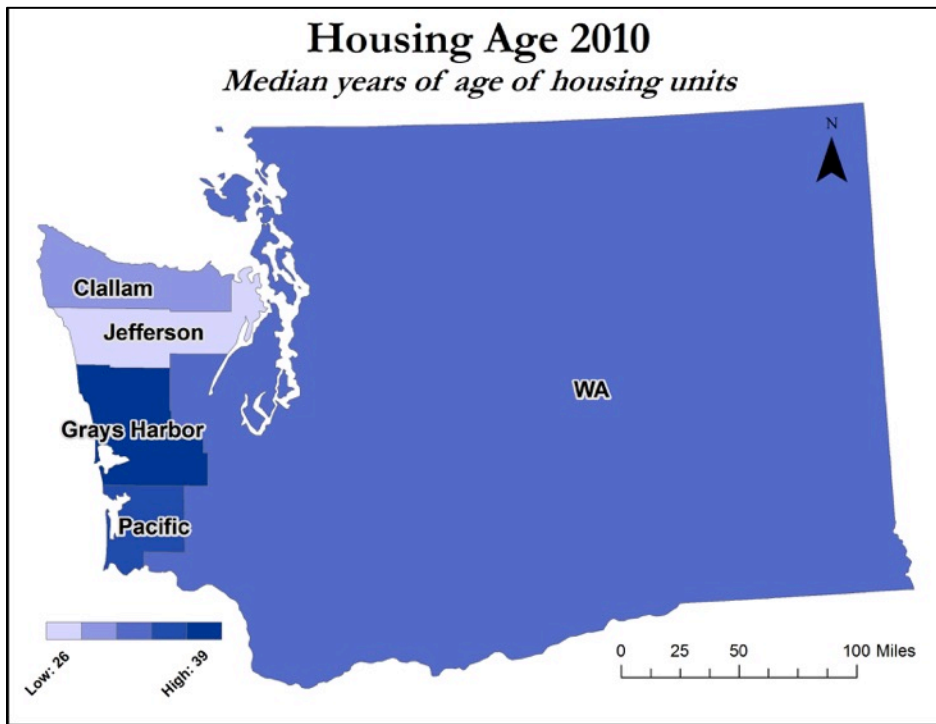 Housing Age 2010
Median years of age of housing units
N
Clallam
Jefferson
WA
Grays Harbor
Pacific
Low: 26
High: 39
0 25 50 100 Miles